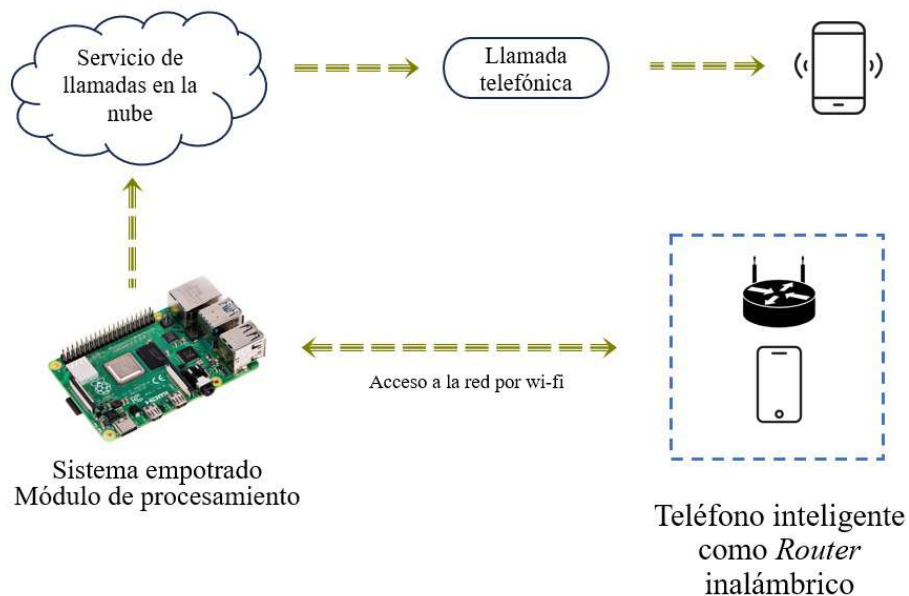 Servicio de
llamadas en la
nube
Llamada
telefónica
Acceso a la red por wi-fi
Sistema empotrado
Módulo de procesamiento
Teléfono inteligente
como Router
inalámbrico
HDMI